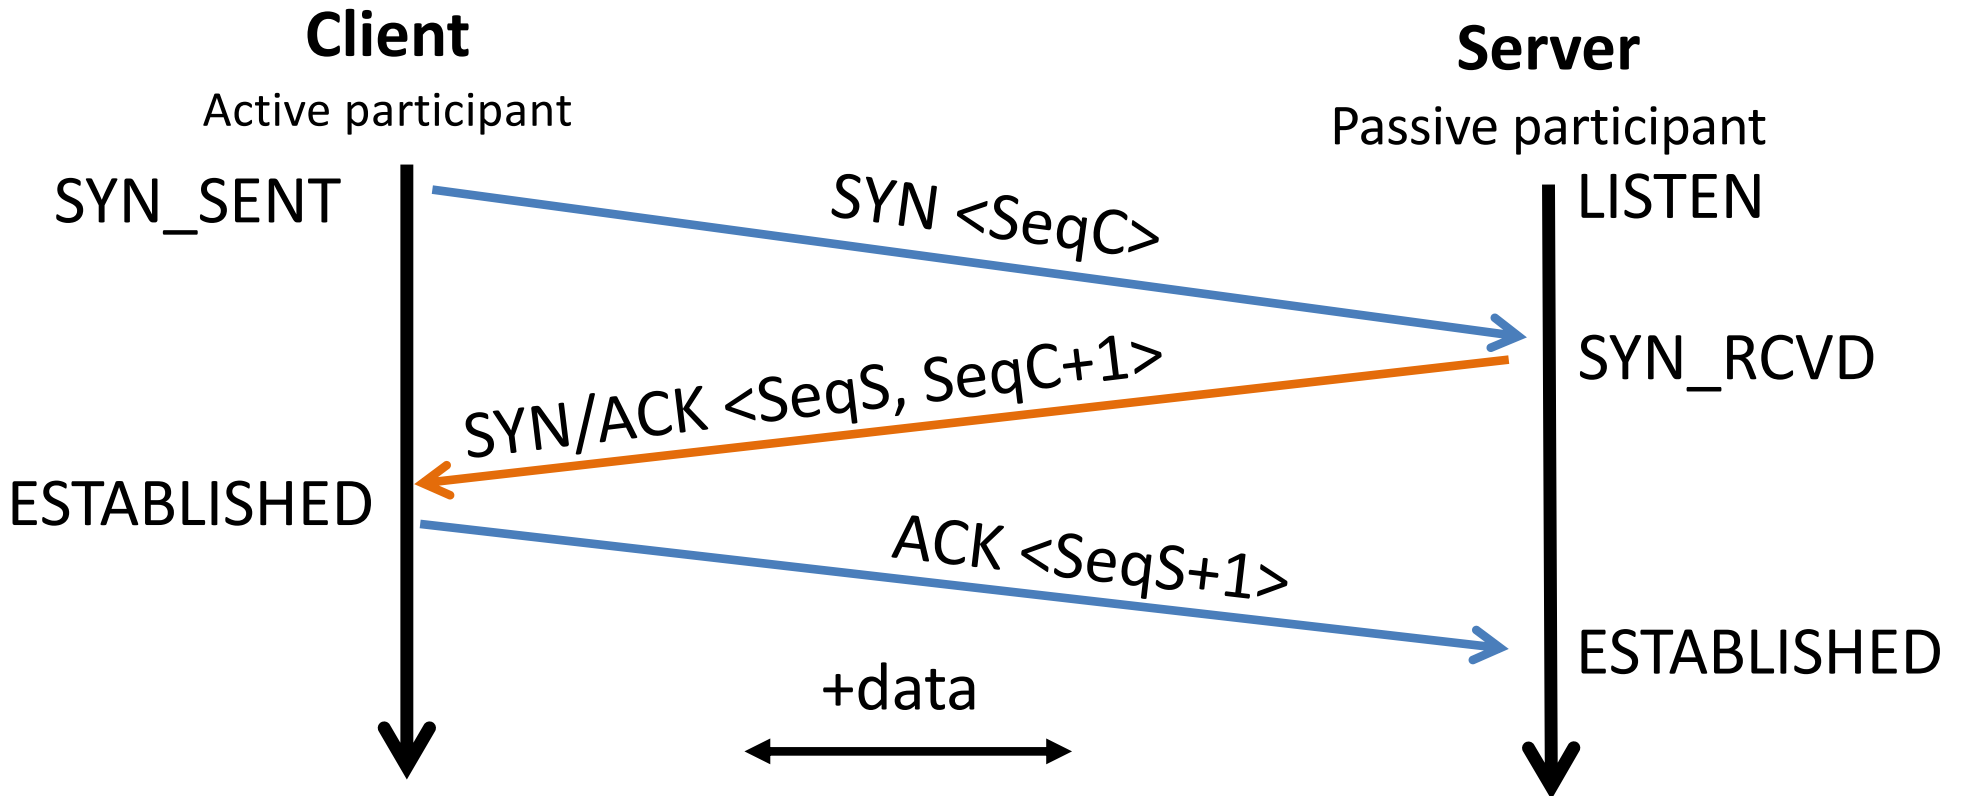 Client
Active participant
Server
Passive participant
SYN_SENT
SYN <SeqC>
LISTEN
SYN_RCVD
SYN/ACK <SeqS, SeqC+1>
ESTABLISHED
ACK <SeqS+1>
ESTABLISHED
+data